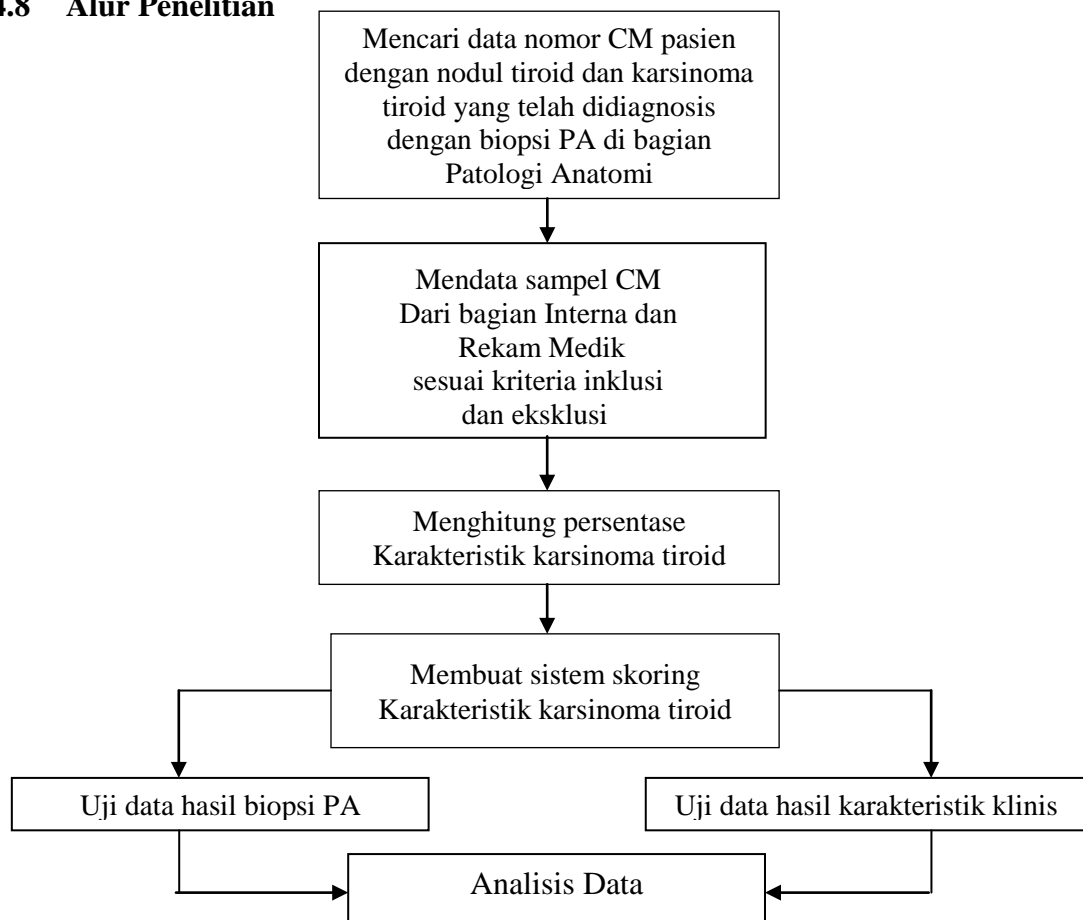 4.8 Alur Penelitian
Mencari data nomor CM pasien
dengan nodul tiroid dan karsinoma
tiroid yang telah didiagnosis
dengan biopsi PA di bagian
Patologi Anatomi
Mendata sampel CM
Dari bagian Interna dan
Rekam Medik
sesuai kriteria inklusi
dan eksklusi
Menghitung persentase
Karakteristik karsinoma tiroid
Membuat sistem skoring
Karakteristik karsinoma tiroid
Uji data hasil biopsi PA
Uji data hasil karakteristik klinis
Analisis Data